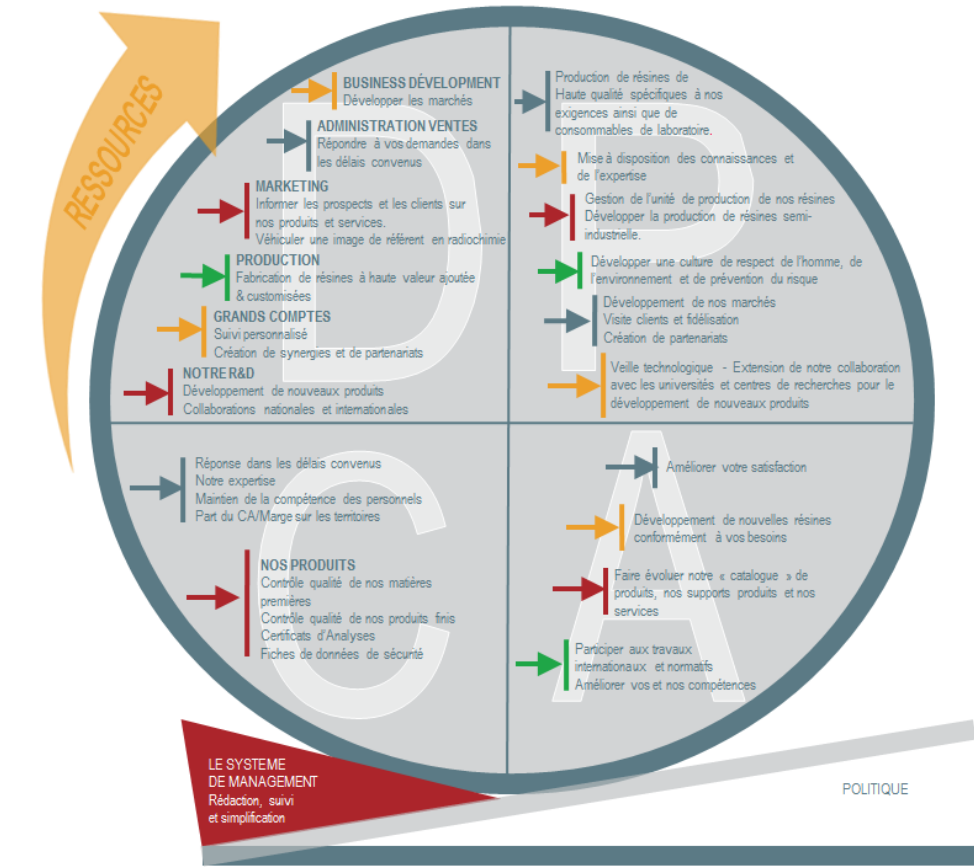 RESSOURCES
D
BUSINESS DÉVELOPMENT
Développer les marchés
ADMINISTRATION VENTES
Répondre à vos demandes dans
les délais convenus
MARKETING
Informer les prospects et les clients sur
nos produits et services.
Véhiculer une image de référent en radiochimie
PRODUCTION
Fabrication de résines à haute valeur ajoutée
& customisées
GRANDS COMPTES
Suivi personnalisé
Création de synergies et de partenariats
NOTRE R&D
Développement de nouveaux produits
Collaborations nationales et internationales
P
Production de résines de
Haute qualité spécifiques à nos
exigences ainsi que de
consommables de laboratoire.
Mise à disposition des connaissances et
de l'expertise
Gestion de l'unité de production de nos résines
Développer la production de résines semi-
industrielle.
Développer une culture de respect de l'homme, de
l'environnement et de prévention du risque
Développement de nos marchés
Visite clients et fidélisation
Création de partenariats
Veille technologique - Extension de notre collaboration
avec les universités et centres de recherches pour le
développement de nouveaux produits
C
Réponse dans les délais convenus
Notre expertise
Maintien de la compétence des personnels
Part du CA/Marge sur les territoires
NOS PRODUITS
Contrôle qualité de nos matières
premières
Contrôle qualité de nos produits finis
Certificats d'Analyses
Fiches de données de sécurité
A
Améliorer votre satisfaction
Développement de nouvelles résines
conformément à vos besoins
Faire évoluer notre « catalogue » de
produits, nos supports produits et nos
services
Participer aux travaux
internationaux et normatifs
Améliorer vos et nos compétences
LE SYSTEME
DE MANAGEMENT
Rédaction, suivi
et simplification
POLITIQUE